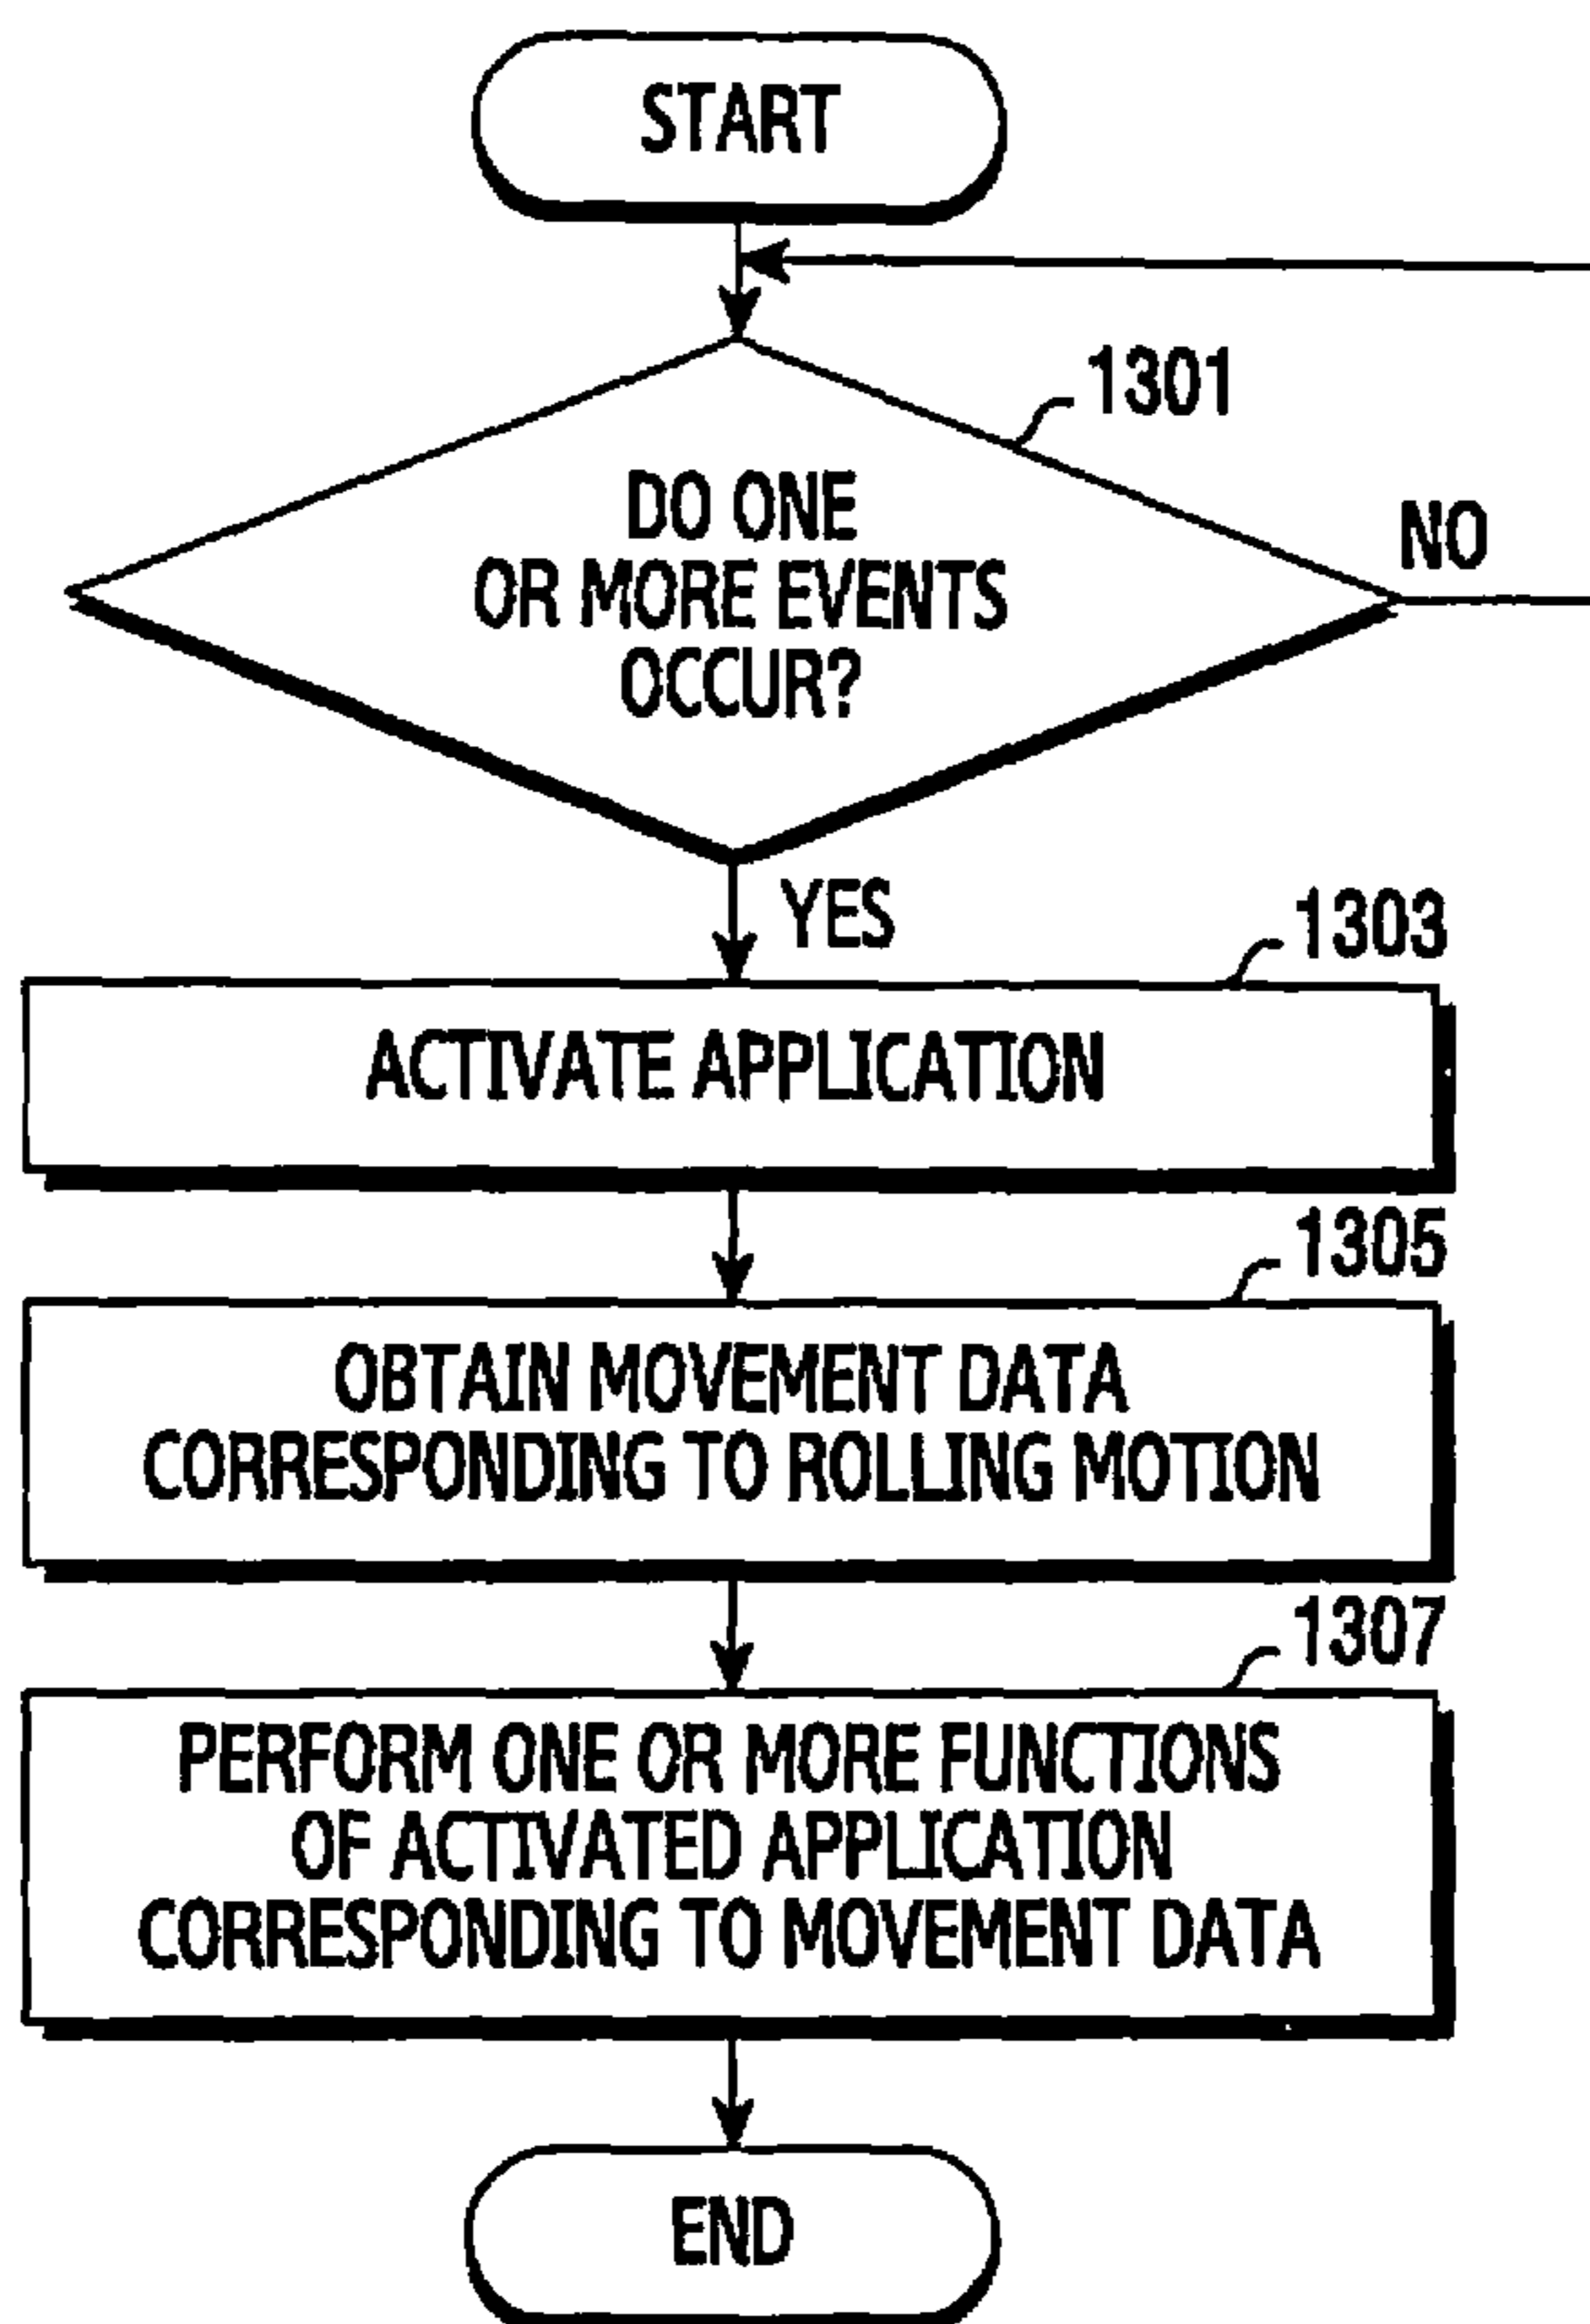 START
1301
DO ONE
OR MORE EVENTS
OCCUR?
NO
YES
1303
ACTIVATE APPLICATION
1305
OBTAIN MOVEMENT DATA
CORRESPONDING TO ROLLING MOTION
1307
PERFORM ONE OR MORE FUNCTIONS
OF ACTIVATED APPLICATION
CORRESPONDING TO MOVEMENT DATA
END